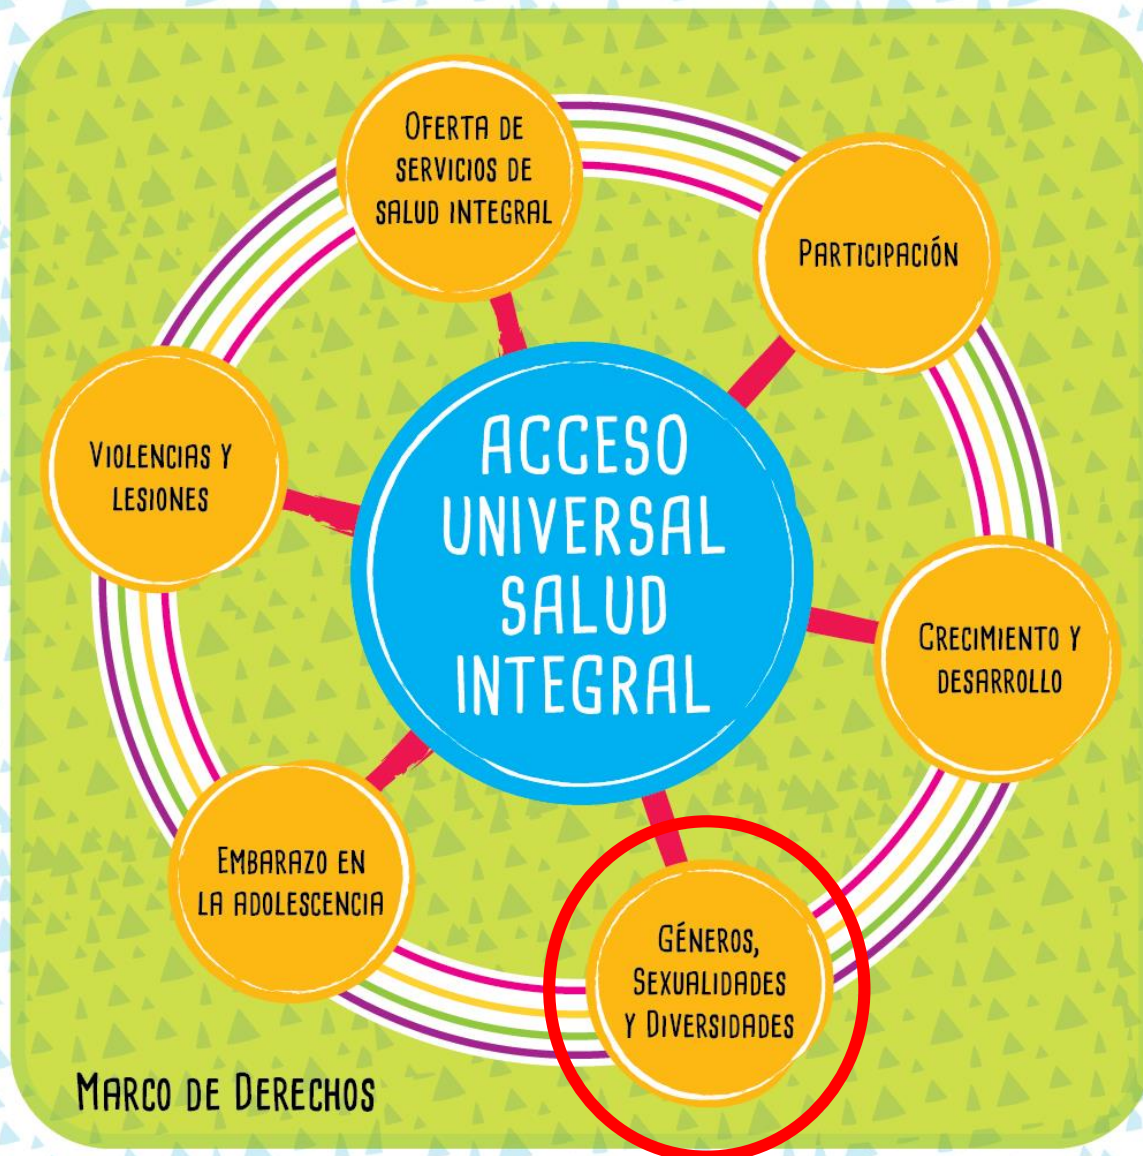 OFERTA DE
SERVICIOS DE
SALUD INTEGRAL
PARTICIPACIÓN
VIOLENCIAS Y
LESIONES
ACCESO
UNIVERSAL
SALUD
INTEGRAL
CRECIMIENTO Y
DESARROLLO
EMBARAZO EN
LA ADOLESCENCIA
GÉNEROS,
SEXUALIDADES
Y DIVERSIDADES
MARCO DE DERECHOS